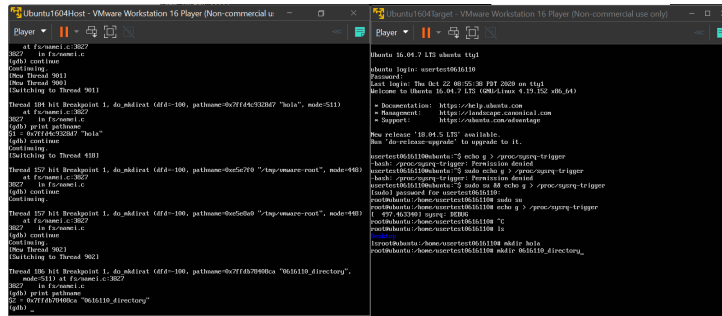 Ubuntu1604Host - VMware Workstation 16 Player (Non-commercial u
Player
at fs/namei.c:3827
3827 in fs/namei.c
(gdb) continue
Continuing.
[New Thread 901]
[New Thread 900]
[Switching to Thread 901]
Thread 184 hit Breakpoint 1, do_mkdirat (dfd=-100, pathname=0x7ffd4c9328d7 "hola", mode=511)
at fs/namei.c:3827
3827 in fs/namei.c
(gdb) print pathname
$1 = 0x7ffd4c9328d7 "hola"
(gdb) continue
Continuing.
[Switching to Thread 418]
Thread 157 hit Breakpoint 1, do_mkdirat (dfd=-100, pathname=0xe5e7f0 "/tmp/vmware-root", mode=448)
at fs/namei.c:3827
3827 in fs/namei.c
(gdb) continue
Continuing.
Thread 157 hit Breakpoint 1, do_mkdirat (dfd=-100, pathname=0xe5e8a0 "/tmp/vmware-root", mode=448)
at fs/namei.c:3827
3827 in fs/namei.c
(gdb) continue
Continuing.
[New Thread 902]
[Switching to Thread 902]
Thread 186 hit Breakpoint 1, do_mkdirat (dfd=-100, pathname=0x7ffdb78408ca "0616110_directory",
mode=511) at fs/namei.c:3827
3827 in fs/namei.c
(gdb) print pathname
$2 = 0x7ffdb78408ca "0616110_directory"
(gdb) _
Ubuntu1604Target - VMware Workstation 16 Player (Non-commercial use only)
Player
Ubuntu 16.04.7 LTS ubuntu tty1
ubuntu login: usertest0616110
Password:
Last login: Thu Oct 22 08:55:38 PDT 2020 on tty1
Welcome to Ubuntu 16.04.7 LTS (GNU/Linux 4.19.152 x86_64)
* Documentation: https://help.ubuntu.com
* Management: https://landscape.canonical.com
* Support: https://ubuntu.com/advantage
New release '18.04.5 LTS' available.
Run 'do-release-upgrade' to upgrade to it.
usertest0616110@ubuntu:~$ echo g > /proc/sysrq-trigger
-bash: /proc/sysrq-trigger: Permission denied
usertest0616110@ubuntu:~$ sudo echo g > /proc/sysrq-trigger
-bash: /proc/sysrq-trigger: Permission denied
usertest0616110@ubuntu:~$ sudo su && echo g > /proc/sysrq-trigger
[sudo] password for usertest0616110:
root@ubuntu:/home/usertest0616110# sudo su
root@ubuntu:/home/usertest0616110# echo g > /proc/sysrq-trigger
[ 497.463340] sysrq: DEBUG
root@ubuntu:/home/usertest0616110# ^C
root@ubuntu:/home/usertest0616110# ls
lsroot@ubuntu:/home/usertest0616110# mkdir hola
root@ubuntu:/home/usertest0616110# mkdir 0616110_directory_